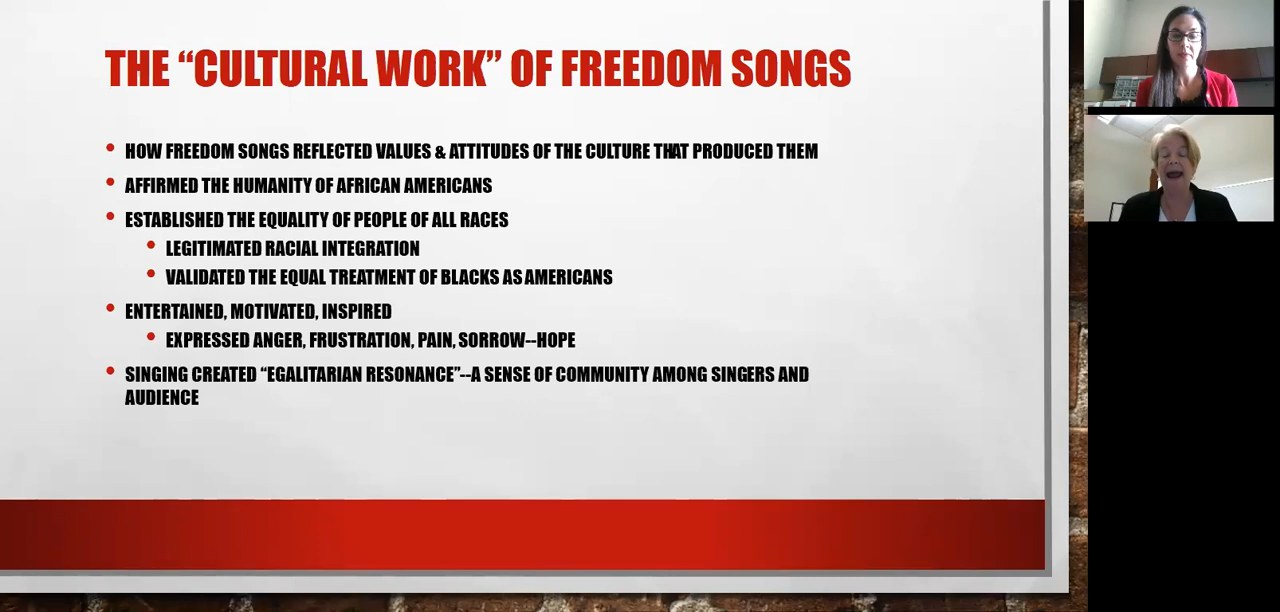 THE “CULTURAL WORK” OF FREEDOM SONGS
HOW FREEDOM SONGS REFLECTED VALUES & ATTITUDES OF THE CULTURE THAT PRODUCED THEM
AFFIRMED THE HUMANITY OF AFRICAN AMERICANS
ESTABLISHED THE EQUALITY OF PEOPLE OF ALL RACES
LEGITIMATED RACIAL INTEGRATION
VALIDATED THE EQUAL TREATMENT OF BLACKS AS AMERICANS
ENTERTAINED, MOTIVATED, INSPIRED
EXPRESSED ANGER, FRUSTRATION, PAIN, SORROW--HOPE
SINGING CREATED “EGALITARIAN RESONANCE”--A SENSE OF COMMUNITY AMONG SINGERS AND
AUDIENCE